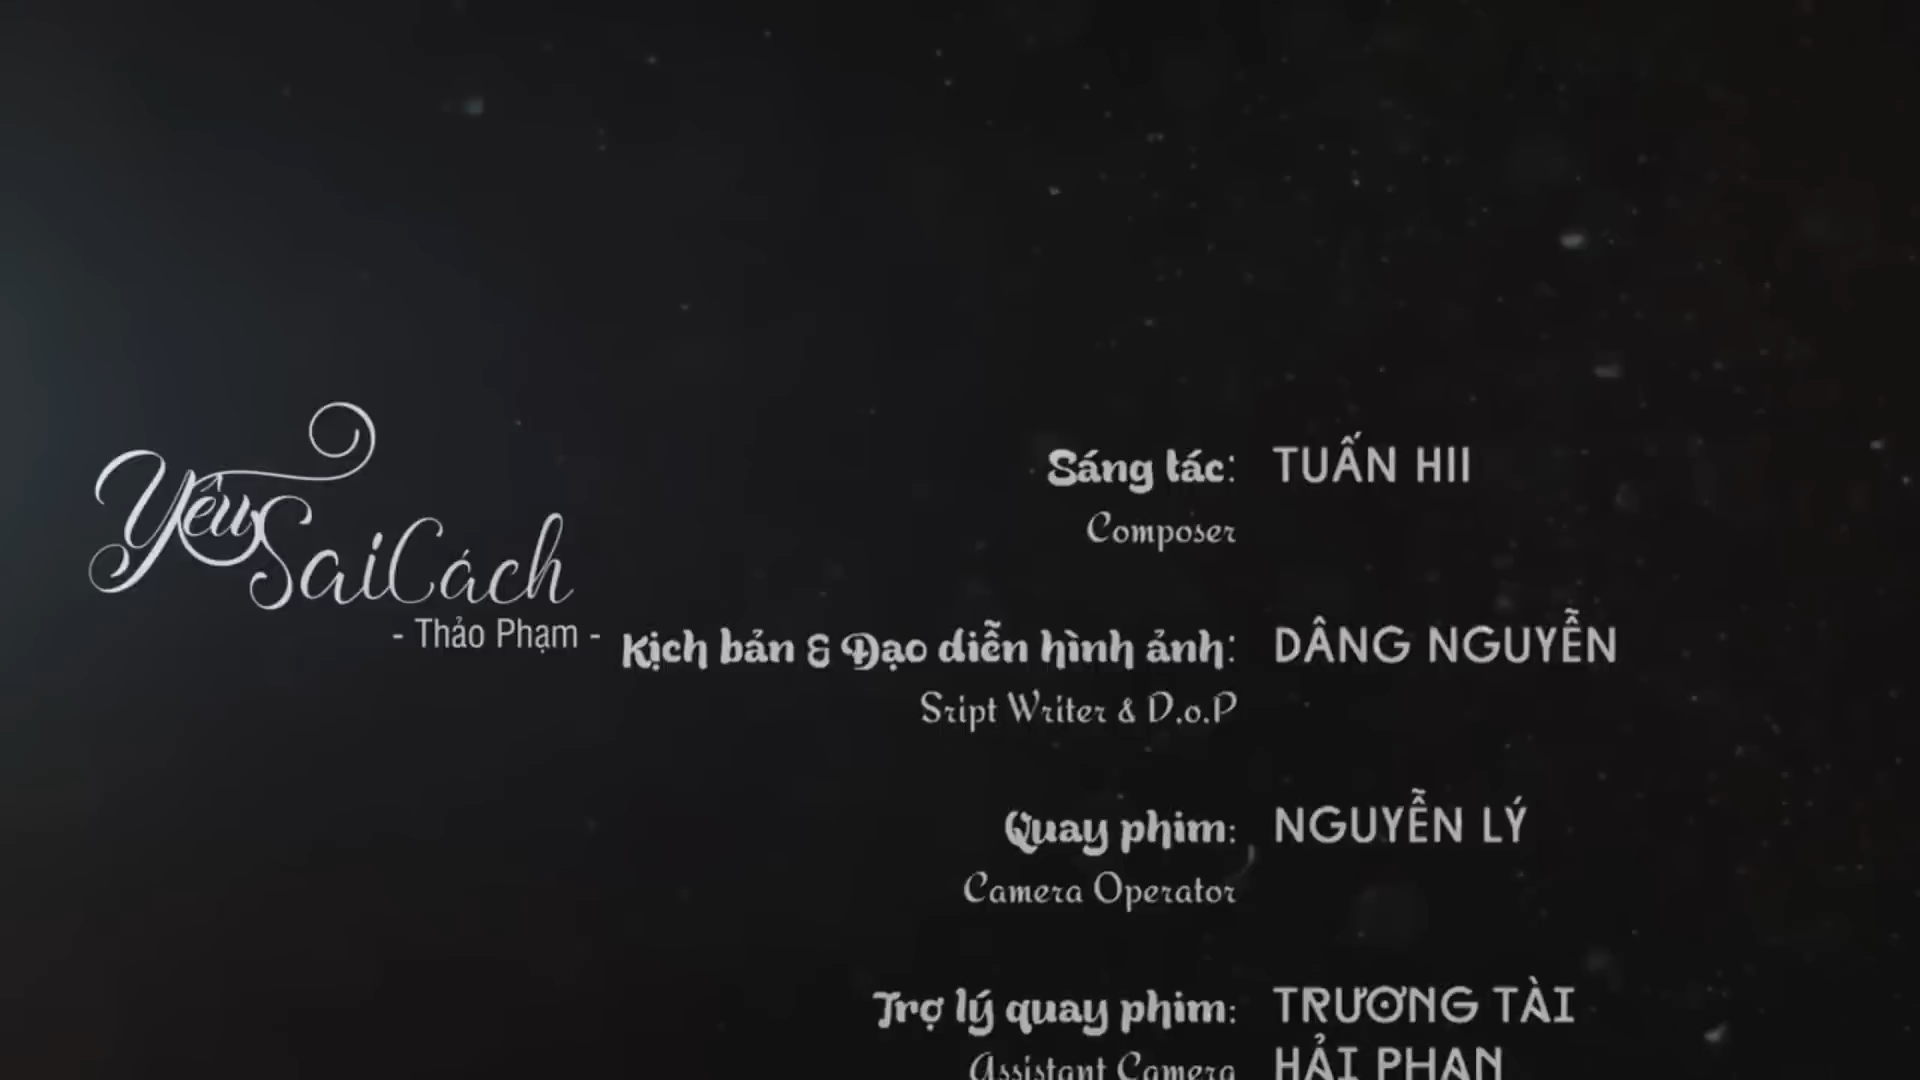 Yêu
Sai Cách
- Thảo Phạm -
Sáng tác: TUẤN HII
Composer
Kịch bản & Đạo diễn hình ảnh: DÂNG NGUYỄN
Sript Writer & D.o.P
Quay phim: NGUYỄN LÝ
Camera Operator
Trợ lý quay phim: TRƯƠNG TÀI
Assistant Camera HẢI PHAN